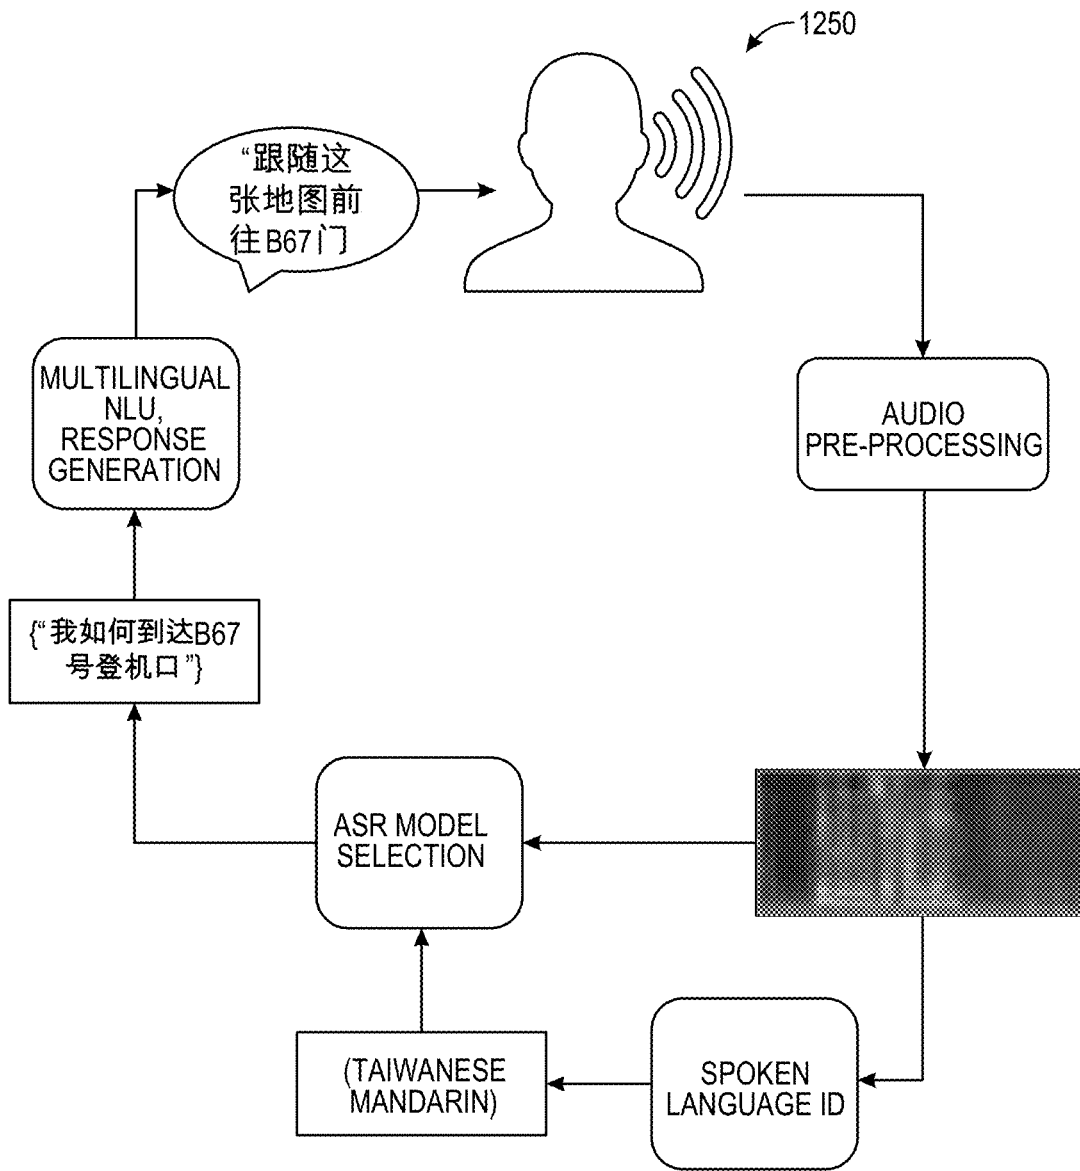 1250
“跟随这
张地图前
往B67门
MULTILINGUAL
NLU,
RESPONSE
GENERATION
AUDIO
PRE-PROCESSING
{“我如何到达B67
号登机口”}
ASR MODEL
SELECTION
(TAIWANESE
MANDARIN)
SPOKEN
LANGUAGE ID